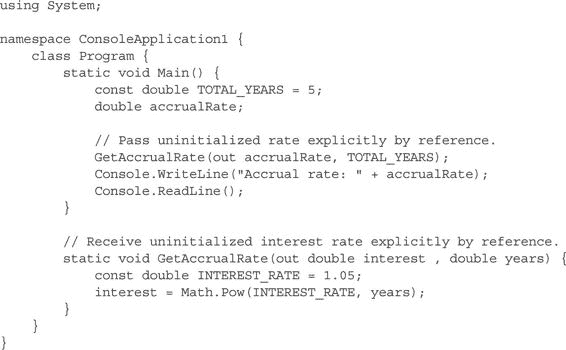 using System;

namespace ConsoleApplication1 {
    class Program {
        static void Main() {
            const double TOTAL_YEARS = 5;
            double accrualRate;

            // Pass uninitialized rate explicitly by reference.
            GetAccrualRate(out accrualRate, TOTAL_YEARS);
            Console.WriteLine("Accrual rate: " + accrualRate);
            Console.ReadLine();
        }

        // Receive uninitialized interest rate explicitly by reference.
        static void GetAccrualRate(out double interest , double years) {
            const double INTEREST_RATE = 1.05;
            interest = Math.Pow(INTEREST_RATE, years);
        }
    }
}